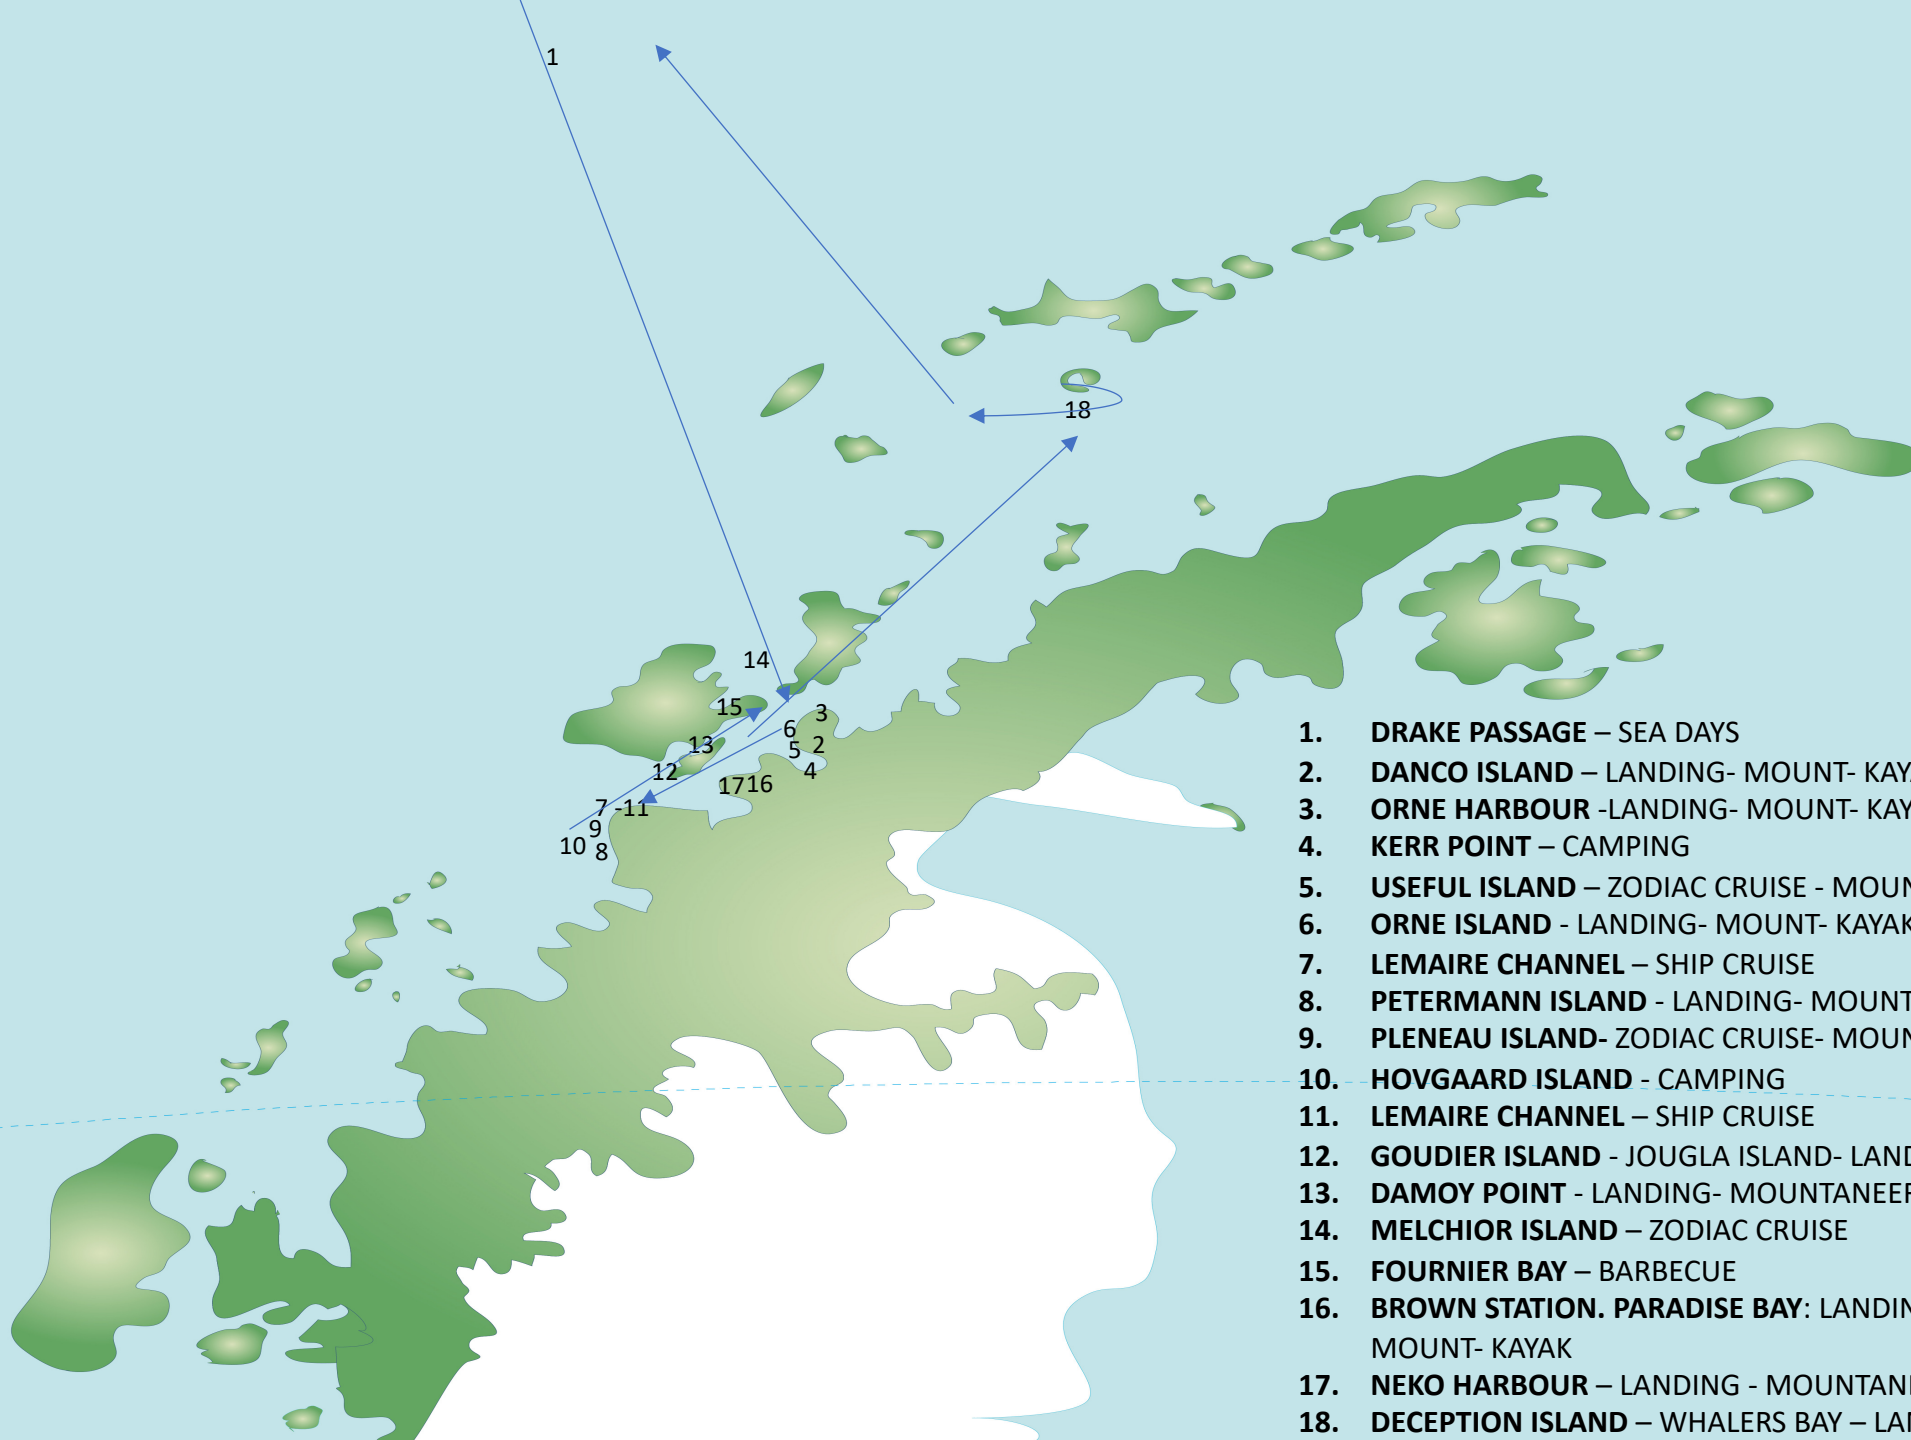 1
18
14
15
3
6
13
5
2
12
4
17
16
7 -11
9
10
8
1. DRAKE PASSAGE – SEA DAYS
2. DANCO ISLAND – LANDING- MOUNT- KAY
3. ORNE HARBOUR -LANDING- MOUNT- KAY
4. KERR POINT – CAMPING
5. USEFUL ISLAND – ZODIAC CRUISE - MOUN
6. ORNE ISLAND - LANDING- MOUNT- KAYAK
7. LEMAIRE CHANNEL – SHIP CRUISE
8. PETERMANN ISLAND - LANDING- MOUNT
9. PLENEAU ISLAND- ZODIAC CRUISE- MOUN
10. HOVGAARD ISLAND - CAMPING
11. LEMAIRE CHANNEL – SHIP CRUISE
12. GOUDIER ISLAND - JOUGLA ISLAND- LAND
13. DAMOY POINT - LANDING- MOUNTANEER
14. MELCHIOR ISLAND – ZODIAC CRUISE
15. FOURNIER BAY – BARBECUE
16. BROWN STATION. PARADISE BAY: LANDIN
MOUNT- KAYAK
17. NEKO HARBOUR – LANDING - MOUNTAN
18. DECEPTION ISLAND – WHALERS BAY – LAN